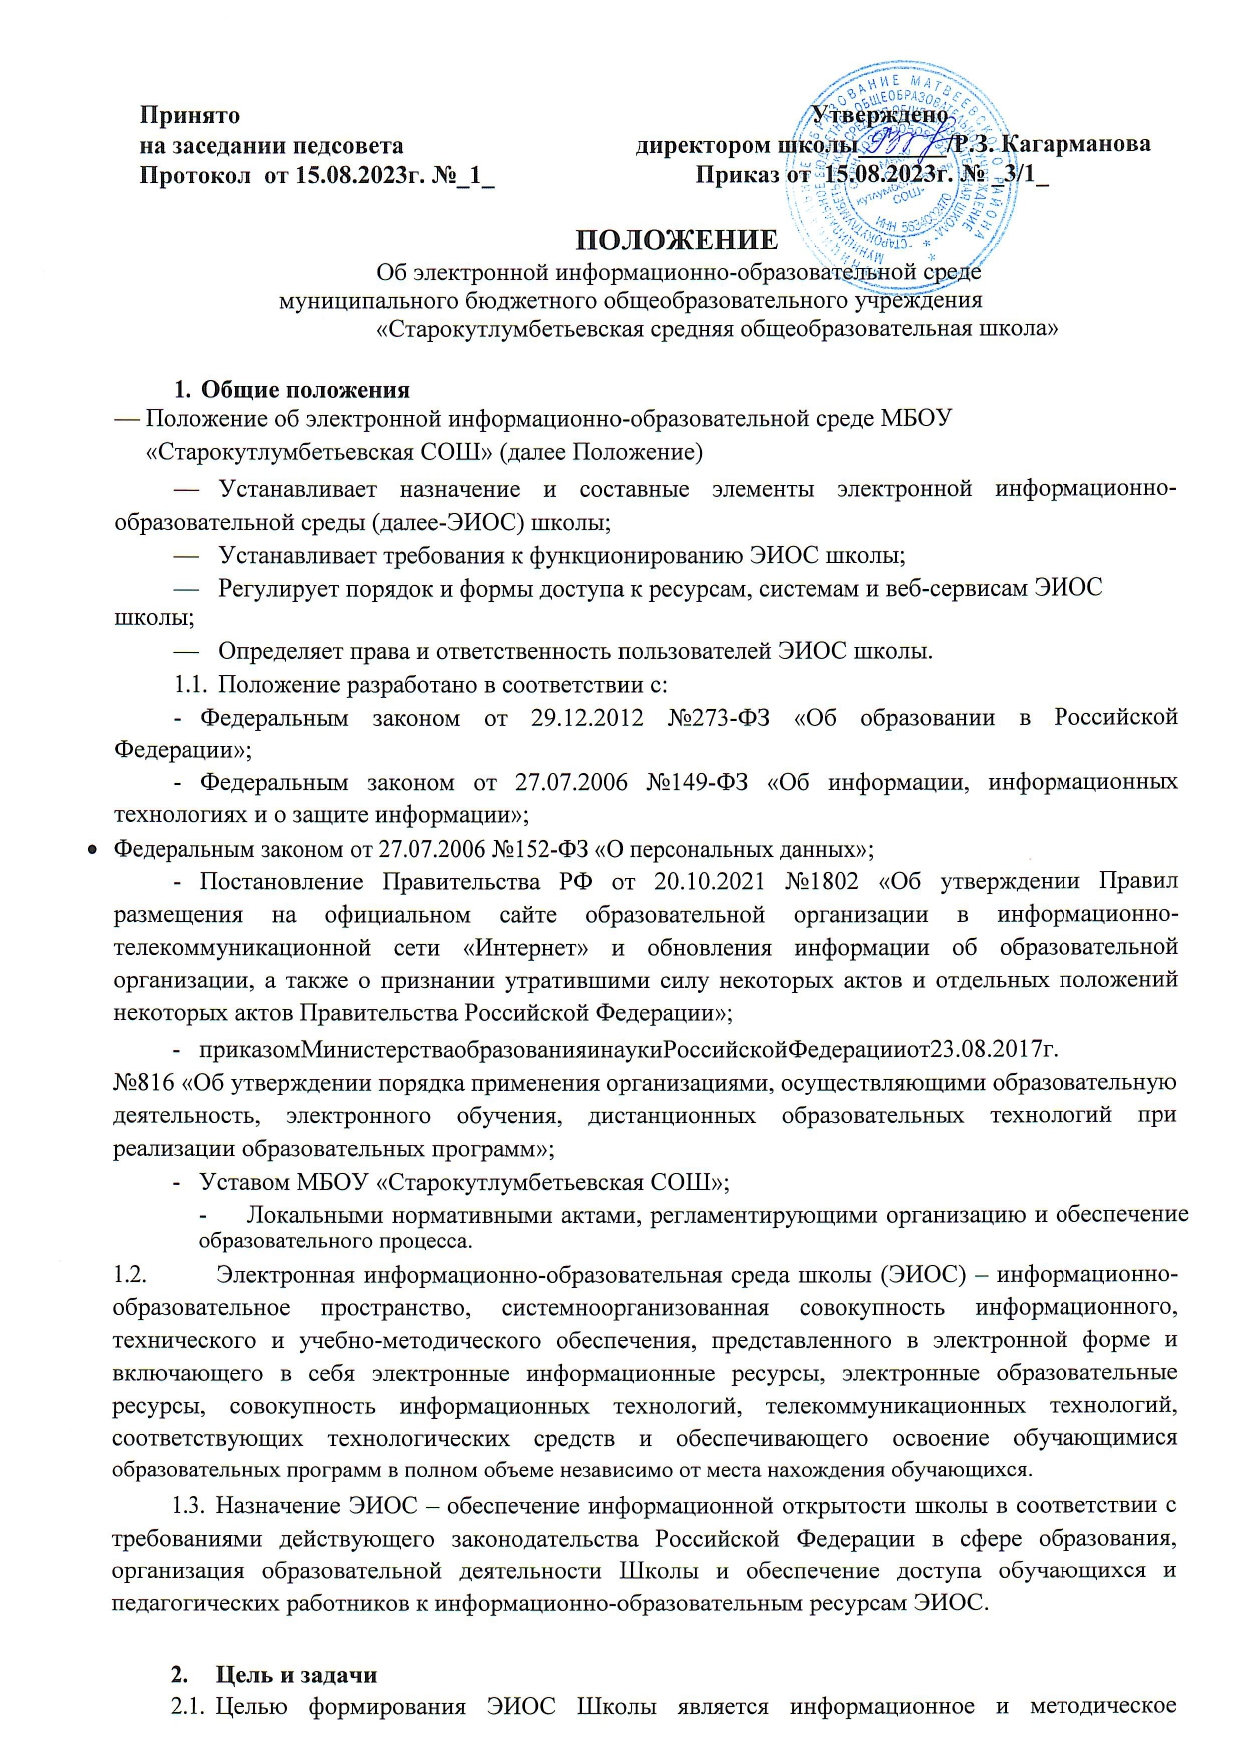 Принято Утверждено
на заседании педсовета директором школы_______/Р.З. Кагарманова
Протокол от 15.08.2023г. №_1_ Приказ от 15.08.2023г. № _3/1_
ПОЛОЖЕНИЕ
Об электронной информационно-образовательной среде
муниципального бюджетного общеобразовательного учреждения
«Старокутлумбетьевская средняя общеобразовательная школа»
1. Общие положения
— Положение об электронной информационно-образовательной среде МБОУ
«Старокутлумбетьевская СОШ» (далее Положение)
— Устанавливает назначение и составные элементы электронной информационно-
образовательной среды (далее-ЭИОС) школы;
— Устанавливает требования к функционированию ЭИОС школы;
— Регулирует порядок и формы доступа к ресурсам, системам и веб-сервисам ЭИОС
школы;
— Определяет права и ответственность пользователей ЭИОС школы.
1.1. Положение разработано в соответствии с:
- Федеральным законом от 29.12.2012 №273-ФЗ «Об образовании в Российской
Федерации»;
- Федеральным законом от 27.07.2006 №149-ФЗ «Об информации, информационных
технологиях и о защите информации»;
• Федеральным законом от 27.07.2006 №152-ФЗ «О персональных данных»;
- Постановление Правительства РФ от 20.10.2021 №1802 «Об утверждении Правил
размещения на официальном сайте образовательной организации в информационно-
телекоммуникационной сети «Интернет» и обновления информации об образовательной
организации, а также о признании утратившими силу некоторых актов и отдельных положений
некоторых актов Правительства Российской Федерации»;
- приказомМинистерстваобразованияинаукиРоссийскойФедерацииот23.08.2017г.
№816 «Об утверждении порядка применения организациями, осуществляющими образовательную
деятельность, электронного обучения, дистанционных образовательных технологий при
реализации образовательных программ»;
- Уставом МБОУ «Старокутлумбетьевская СОШ»;
- Локальными нормативными актами, регламентирующими организацию и обеспечение
образовательного процесса.
1.2. Электронная информационно-образовательная среда школы (ЭИОС) – информационно-
образовательное пространство, системноорганизованная совокупность информационного,
технического и учебно-методического обеспечения, представленного в электронной форме и
включающего в себя электронные информационные ресурсы, электронные образовательные
ресурсы, совокупность информационных технологий, телекоммуникационных технологий,
соответствующих технологических средств и обеспечивающего освоение обучающимися
образовательных программ в полном объеме независимо от места нахождения обучающихся.
1.3. Назначение ЭИОС – обеспечение информационной открытости школы в соответствии с
требованиями действующего законодательства Российской Федерации в сфере образования,
организация образовательной деятельности Школы и обеспечение доступа обучающихся и
педагогических работников к информационно-образовательным ресурсам ЭИОС.
2. Цель и задачи
2.1. Целью формирования ЭИОС Школы является информационное и методическое